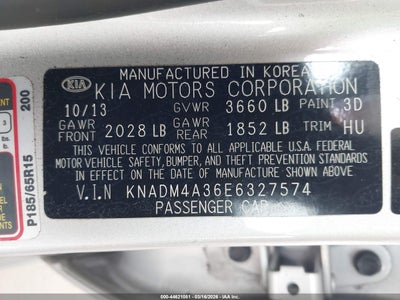 MANUFACTURED IN KOREA
KIA KIA MOTORS CORPORATION
10/13 GVWR 3660 LB PAINT 3D
GAWR FRONT 2028 LB GAWR REAR 1852 LB TRIM HU
THIS VEHICLE CONFORMS TO ALL APPLICABLE U.S.A. FEDERAL
MOTOR VEHICLE SAFETY, BUMPER, AND THEFT PREVENTION STANDARDS
IN EFFECT ON THE DATE OF MANUFACTURE SHOWN ABOVE.
V.I.N KNADM4A36E6327574
PASSENGER CAR
200
P185/65R15
3
© IAA 44621081 - 03/16/2026 -